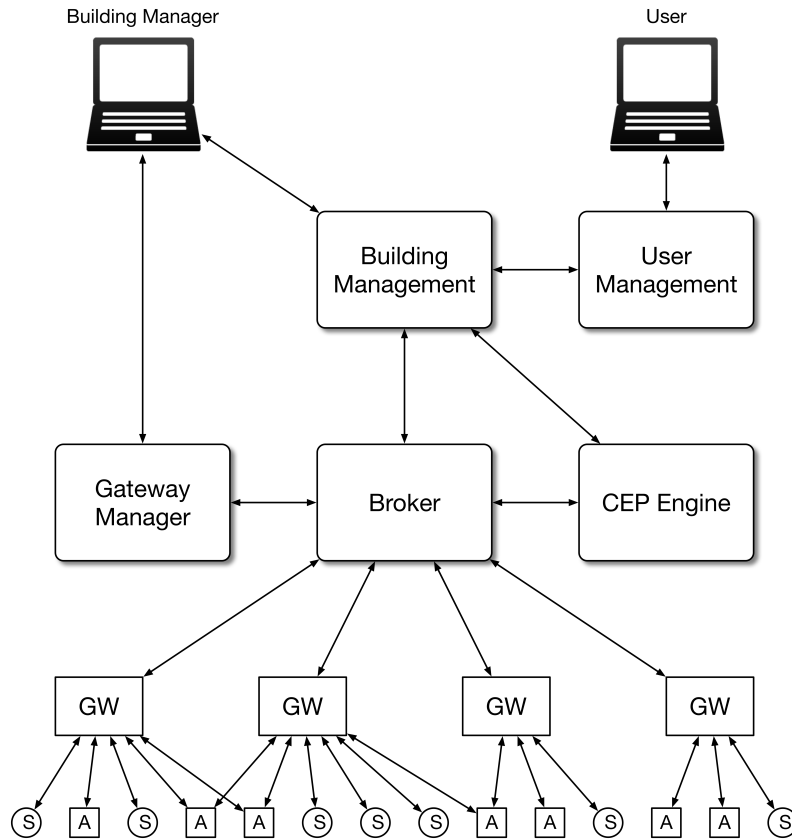 Building Manager
User
Building
Management
User
Management
Gateway
Manager
Broker
CEP Engine
GW
GW
GW
GW
S
A
S
A
A
S
S
S
A
A
S
A
A
S